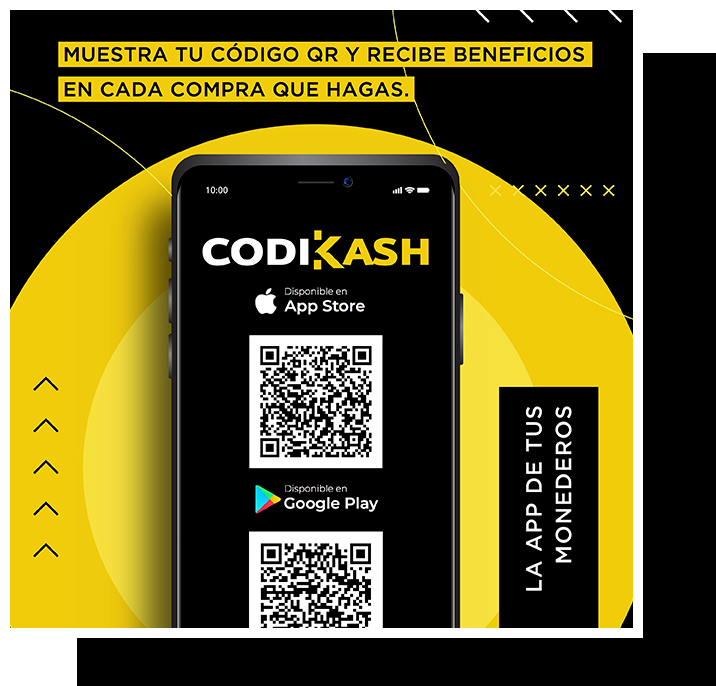 MUESTRA TU CÓDIGO QR Y RECIBE BENEFICIOS
EN CADA COMPRA QUE HAGAS.
10:00
CODIKASH
Disponible en
App Store
Disponible en
Google Play
LA APP DE TUS
MONEDEROS